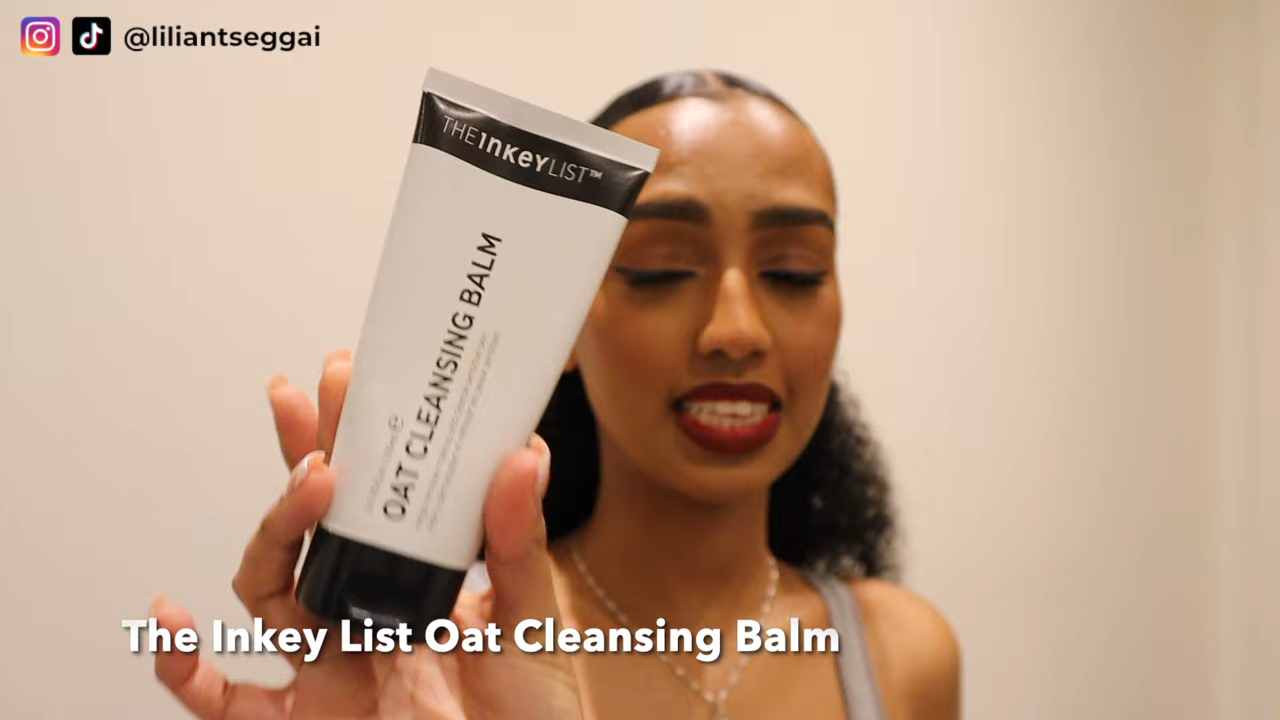 @liliantseggai
THE INKEY LIST™
OAT CLEANSING BALM
The Inkey List Oat Cleansing Balm